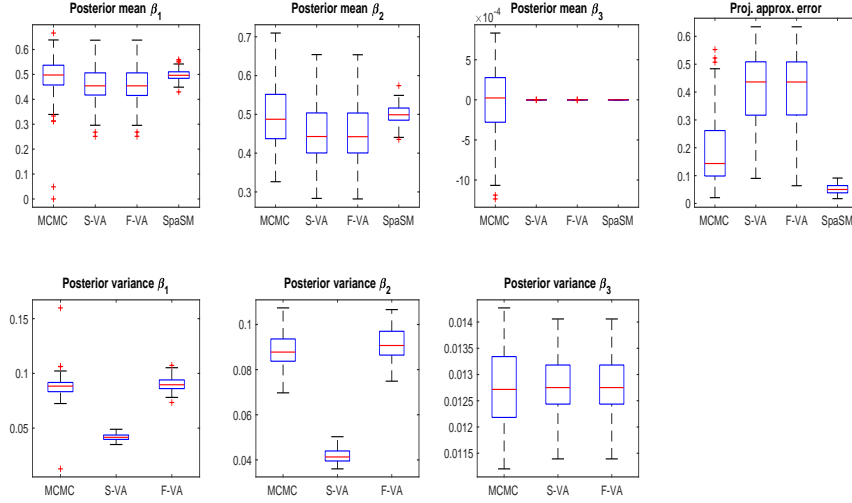 Posterior mean β1
0.6
0.5
0.4
0.3
0.2
0.1
0
MCMC S-VA F-VA SpaSM
Posterior mean β2
0.7
0.6
0.5
0.4
0.3
MCMC S-VA F-VA SpaSM
Posterior mean β3
×10-4
5
0
-5
-10
MCMC S-VA F-VA SpaSM
Proj. approx. error
0.6
0.5
0.4
0.3
0.2
0.1
0
MCMC S-VA F-VA SpaSM
Posterior variance β1
0.15
0.1
0.05
MCMC S-VA F-VA
Posterior variance β2
0.1
0.08
0.06
0.04
MCMC S-VA F-VA
Posterior variance β3
0.014
0.0135
0.013
0.0125
0.012
0.0115
MCMC S-VA F-VA